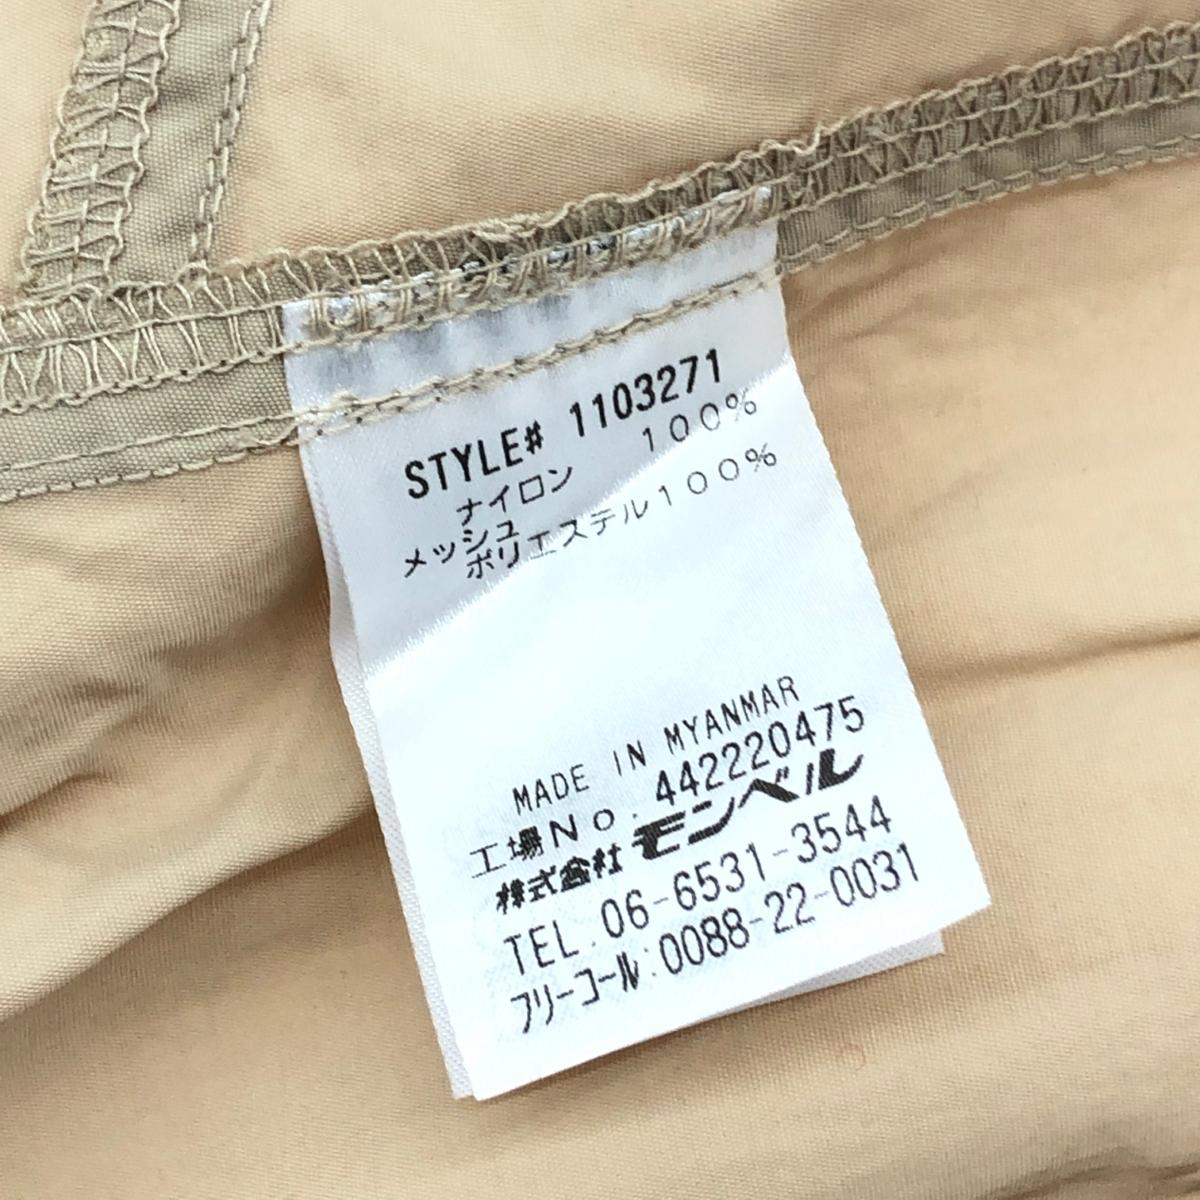 STYLE# 1103271
ナイロン 100%
メッシュ
ポリエステル100%
MADE IN MYANMAR
工場No. 442220475
株式会社モンベル
TEL. 06-6531-3544
フリーコール:0088-22-0031